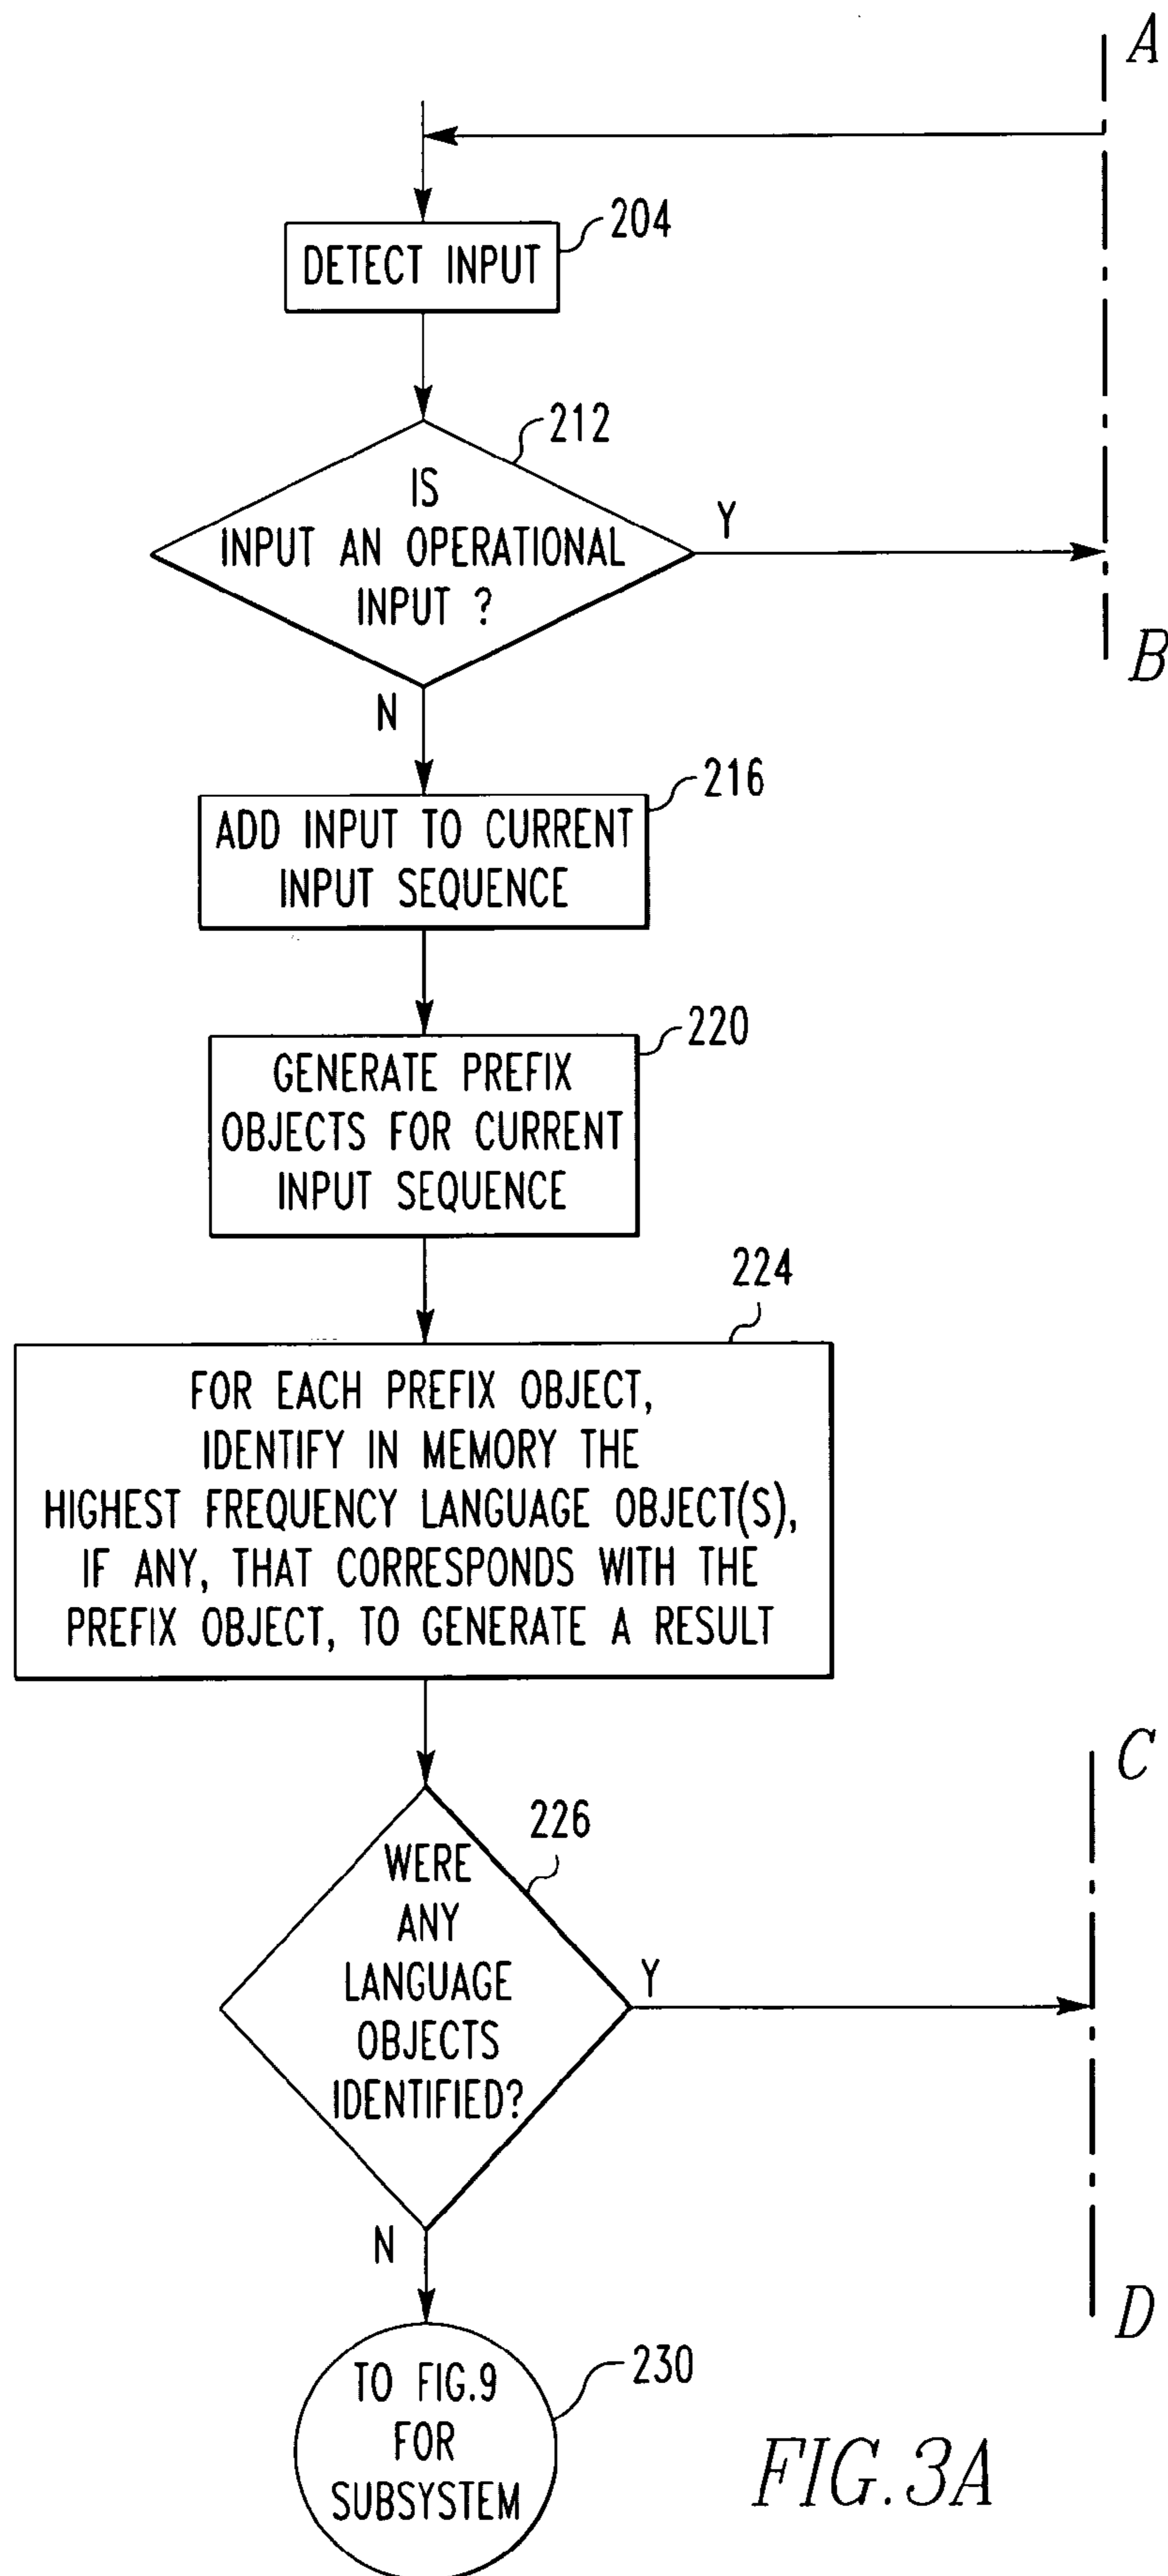 A
204
DETECT INPUT
212
IS
INPUT AN OPERATIONAL
INPUT ?
Y
B
N
216
ADD INPUT TO CURRENT
INPUT SEQUENCE
220
GENERATE PREFIX
OBJECTS FOR CURRENT
INPUT SEQUENCE
224
FOR EACH PREFIX OBJECT,
IDENTIFY IN MEMORY THE
HIGHEST FREQUENCY LANGUAGE OBJECT(S),
IF ANY, THAT CORRESPONDS WITH THE
PREFIX OBJECT, TO GENERATE A RESULT
C
226
WERE
ANY
LANGUAGE
OBJECTS
IDENTIFIED?
Y
N
D
230
TO FIG.9
FOR
SUBSYSTEM
FIG.3A